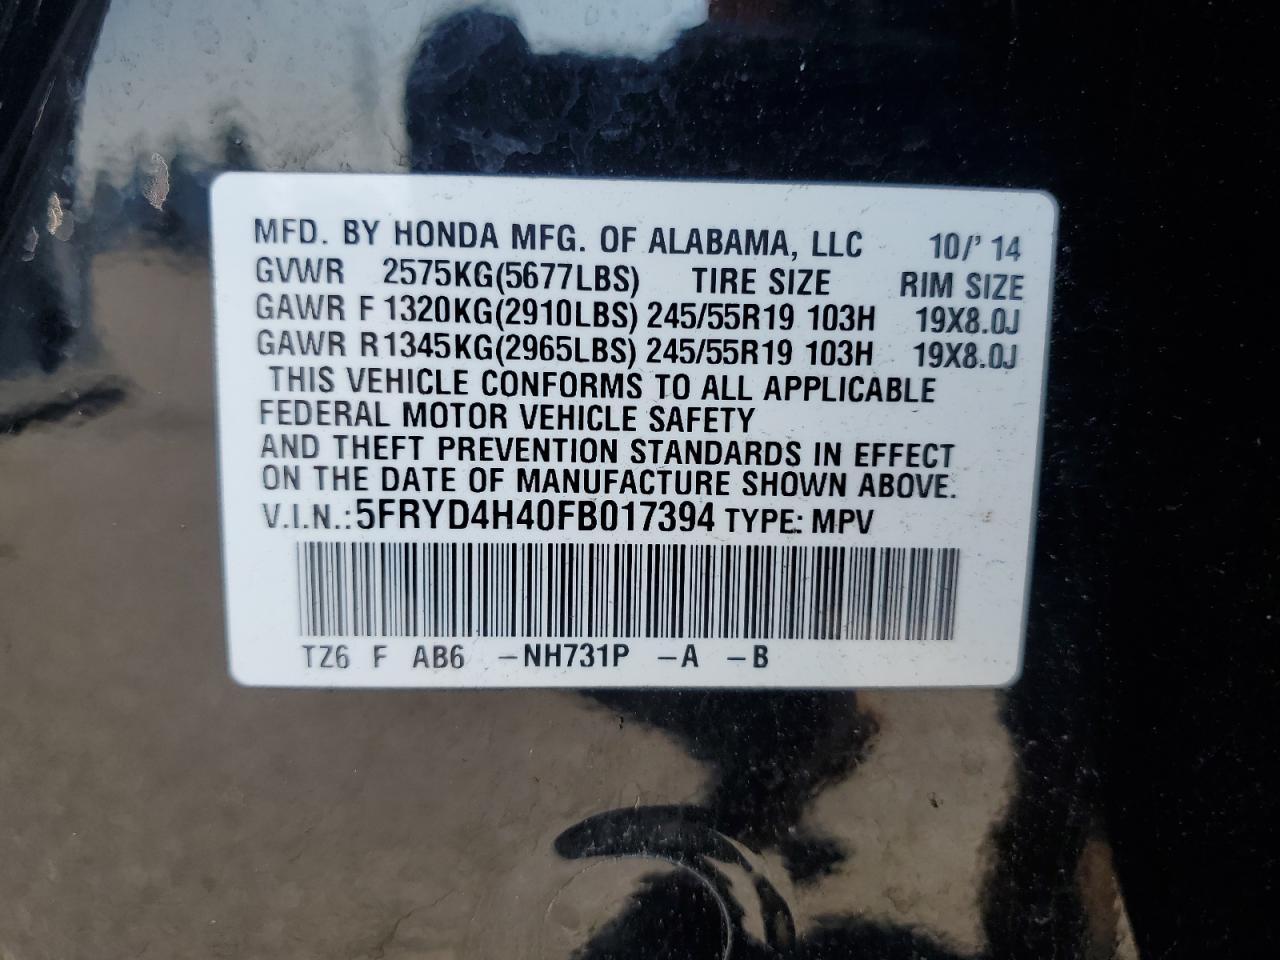 MFD. BY HONDA MFG. OF ALABAMA, LLC 10/' 14
GVWR 2575KG(5677LBS) TIRE SIZE RIM SIZE
GAWR F 1320KG(2910LBS) 245/55R19 103H 19X8.0J
GAWR R1345KG(2965LBS) 245/55R19 103H 19X8.0J
THIS VEHICLE CONFORMS TO ALL APPLICABLE
FEDERAL MOTOR VEHICLE SAFETY
AND THEFT PREVENTION STANDARDS IN EFFECT
ON THE DATE OF MANUFACTURE SHOWN ABOVE.
V.I.N.:5FRYD4H40FB017394 TYPE: MPV
TZ6 F AB6 -NH731P -A -B